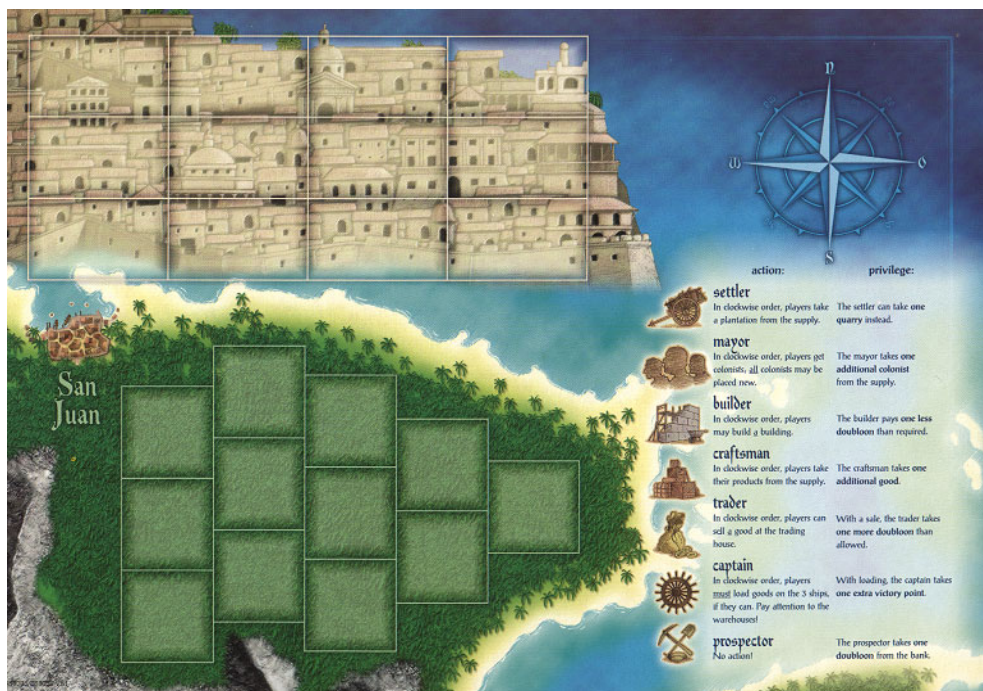 N
W
O
S
action: privilege:
settler
In clockwise order, players take
a plantation from the supply.
The settler can take one
quarry instead.
mayor
In clockwise order, players get
colonists, all colonists may be
placed new.
The mayor takes one
additional colonist
from the supply.
builder
In clockwise order, players
may build a building.
The builder pays one less
doubloon than required.
craftsman
In clockwise order, players take
their products from the supply.
The craftsman takes one
additional good.
trader
In clockwise order, players can
sell a good at the trading
house.
With a sale, the trader takes
one more doubloon than
allowed.
captain
In clockwise order, players
must load goods on the 3 ships,
if they can. Pay attention to the
warehouses!
With loading, the captain takes
one extra victory point.
prospector
No action!
The prospector takes one
doubloon from the bank.
San
Juan